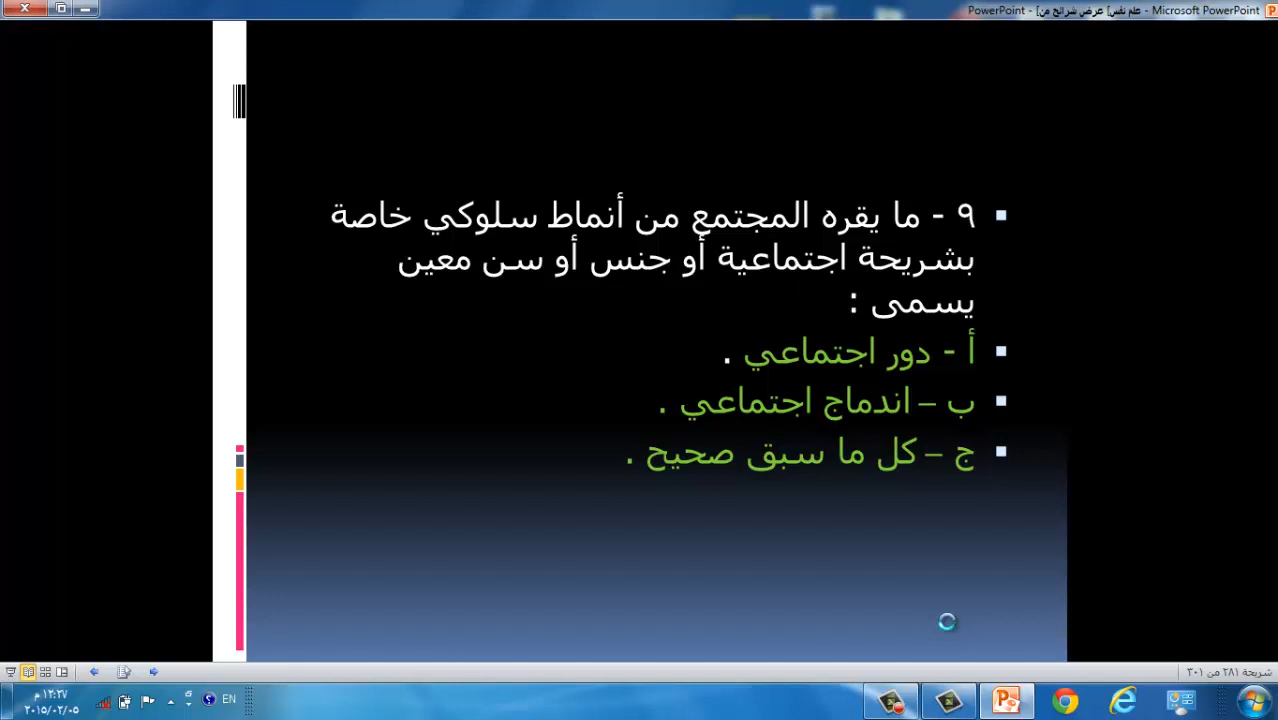 PowerPoint - [علم نفس] عرض شرائح من - Microsoft PowerPoint
٩ - ما يقره المجتمع من أنماط سلوكي خاصة
بشريحة اجتماعية أو جنس أو سن معين
يسمى :
أ - دور اجتماعي .
ب – اندماج اجتماعي .
ج – كل ما سبق صحيح .
شريحة ٢٨١ من ٣٠١
EN
١٢:٢٧ م
٢٠١٥/٠٢/٠٥